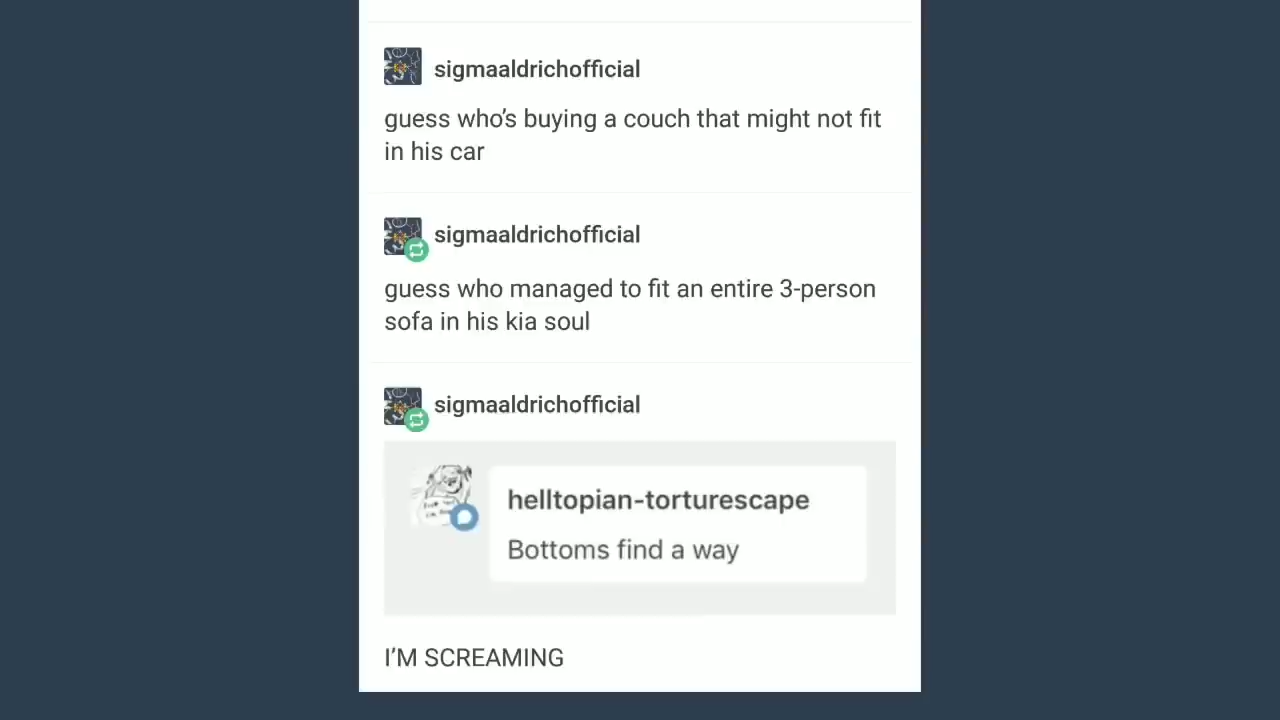 sigmaaldrichofficial
guess who's buying a couch that might not fit
in his car
sigmaaldrichofficial
guess who managed to fit an entire 3-person
sofa in his kia soul
sigmaaldrichofficial
helltopian-torturescape
Bottoms find a way
I'M SCREAMING